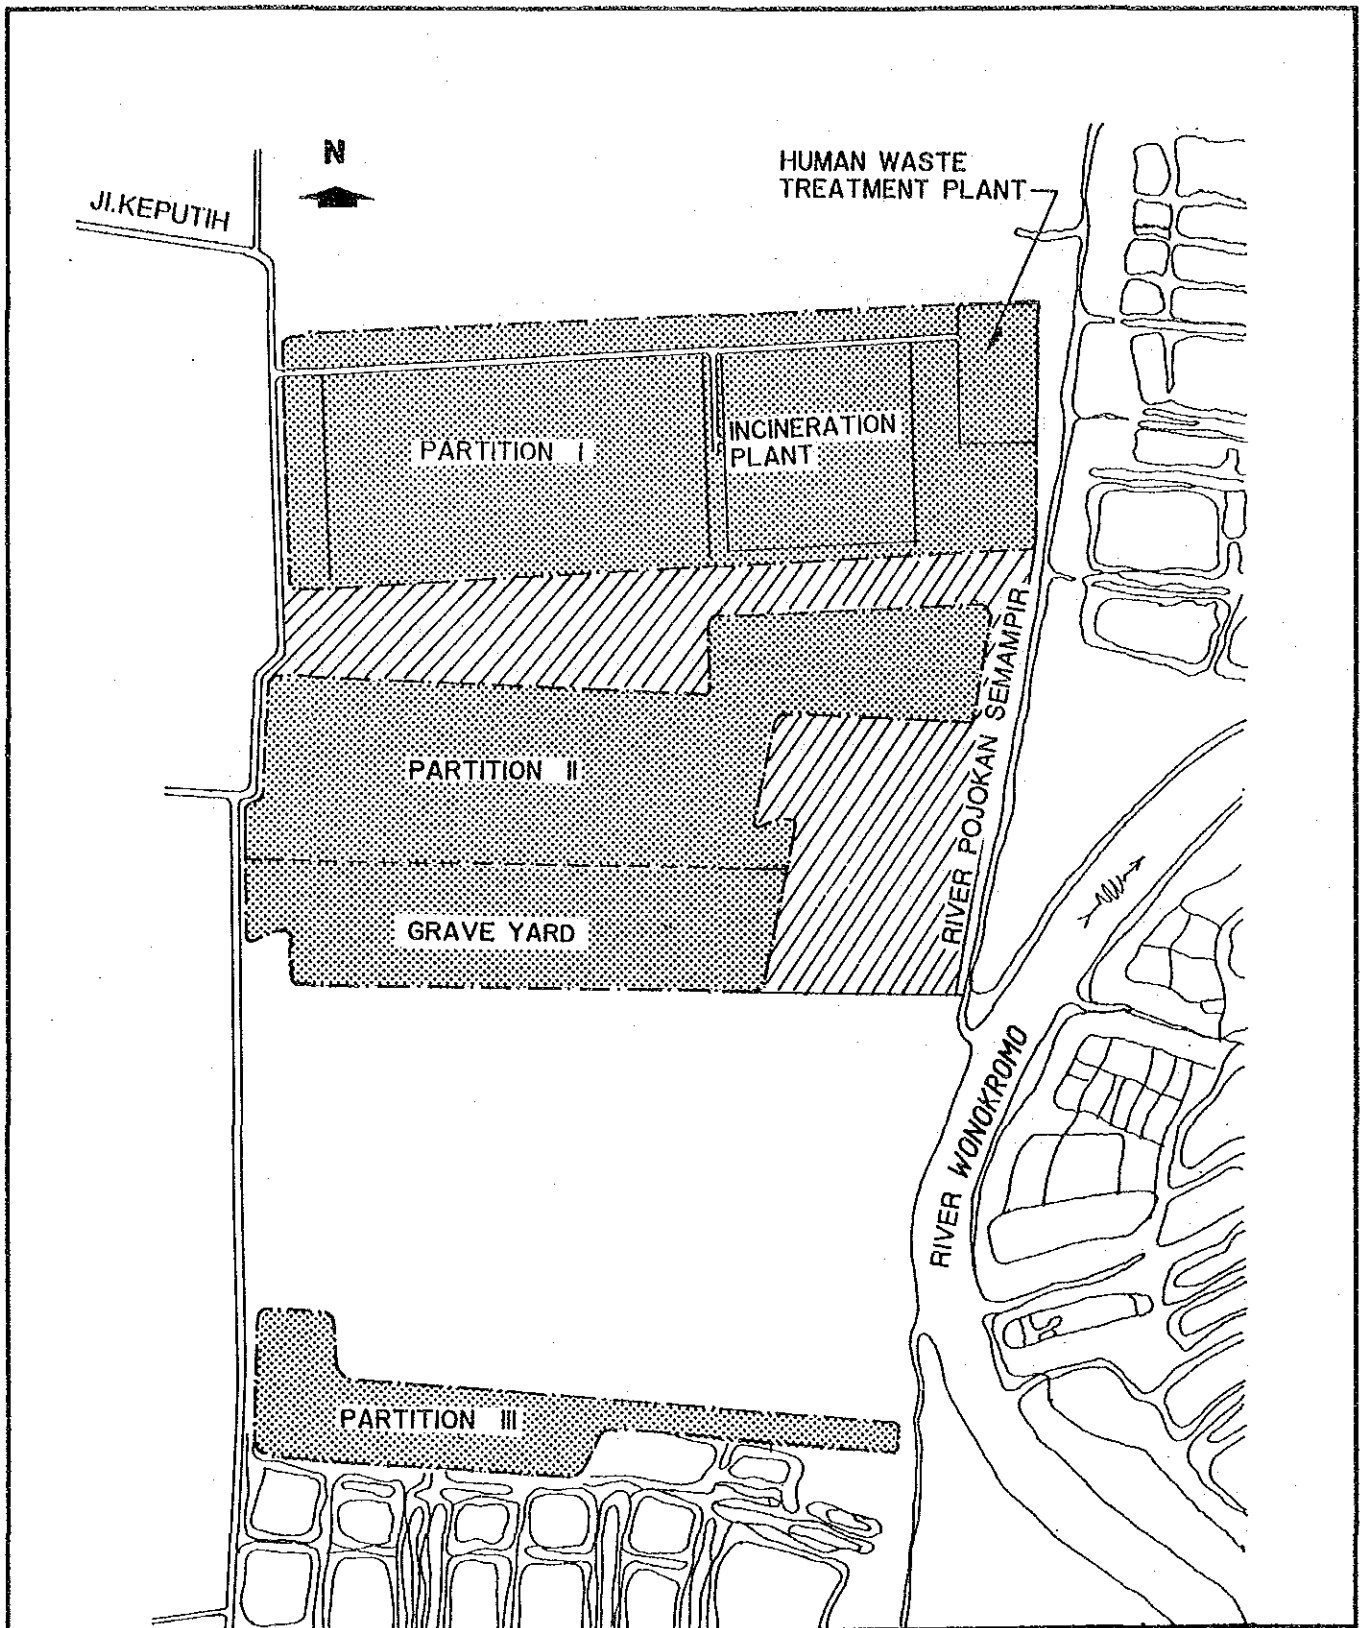 N
JI.KEPUTIH
HUMAN WASTE
TREATMENT PLANT
PARTITION I
INCINERATION
PLANT
RIVER POJOKAN SEMAMPIR
PARTITION II
GRAVE YARD
RIVER WONOKROMO
PARTITION III